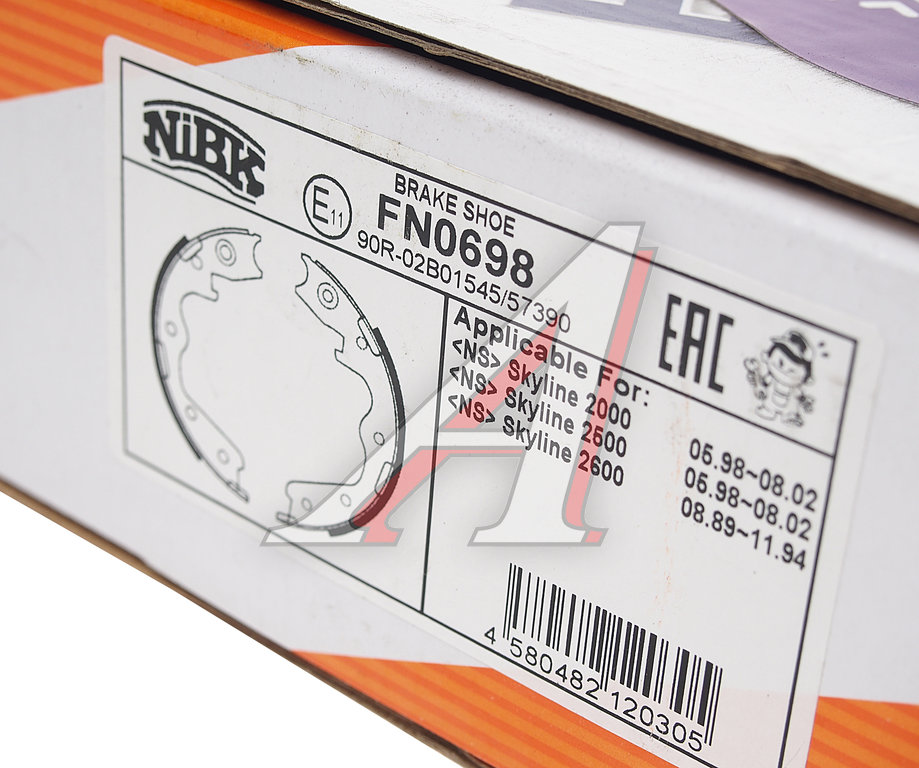 NiBK
E11
BRAKE SHOE
FN0698
90R-02B01545/57390
EAC
Applicable For:
<NS> Skyline 2000 05.98~08.02
<NS> Skyline 2500 05.98~08.02
<NS> Skyline 2600 08.89~11.94
4 580482 120305